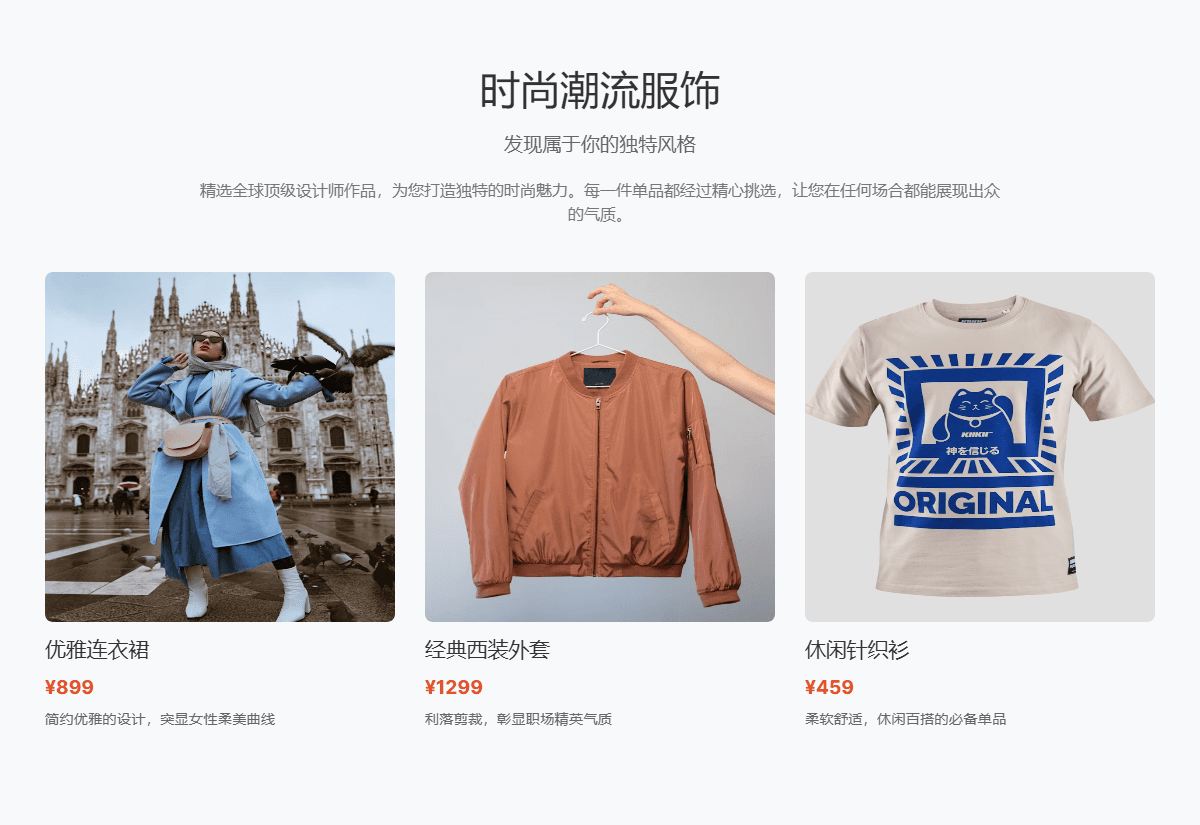 时尚潮流服饰
发现属于你的独特风格
精选全球顶级设计师作品，为您打造独特的时尚魅力。每一件单品都经过精心挑选，让您在任何场合都能展现出众
的气质。
KIIKII
神を信じる
ORIGINAL
优雅连衣裙
经典西装外套
休闲针织衫
¥899
¥1299
¥459
简约优雅的设计，突显女性柔美曲线
利落剪裁，彰显职场精英气质
柔软舒适，休闲百搭的必备单品